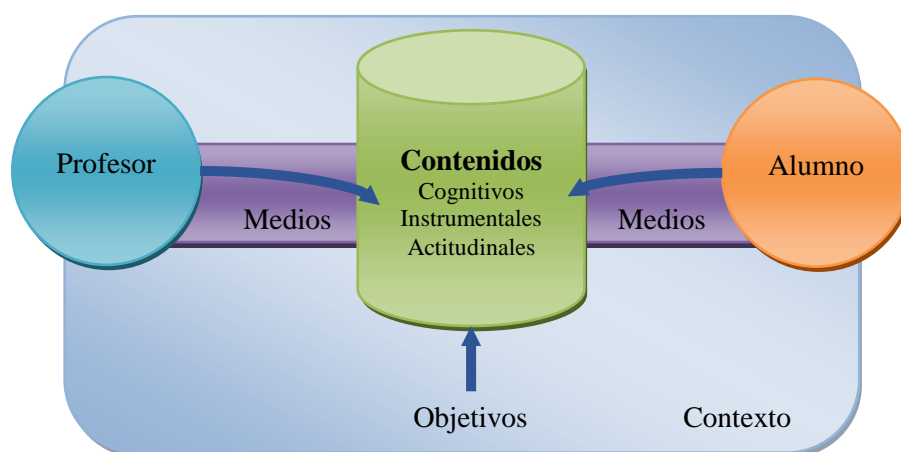 Profesor
Contenidos
Cognitivos
Instrumentales
Actitudinales
Alumno
Medios
Medios
Objetivos
Contexto